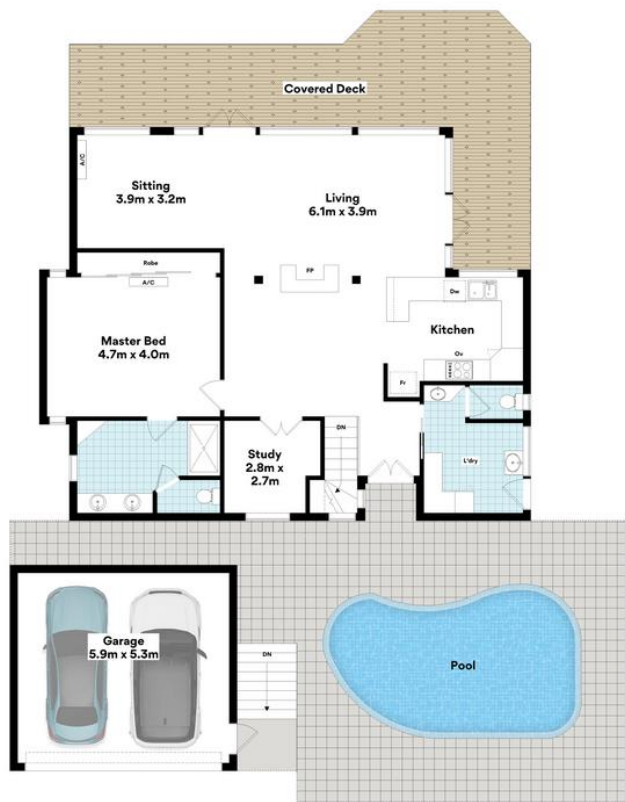 Covered Deck
A/C
Sitting
3.9m x 3.2m
Living
6.1m x 3.9m
Robe
A/C
FP
Dw
Master Bed
4.7m x 4.0m
Kitchen
Ov
Fr
Study
2.8m x
2.7m
DN
L'dry
Garage
5.9m x 5.3m
DN
Pool